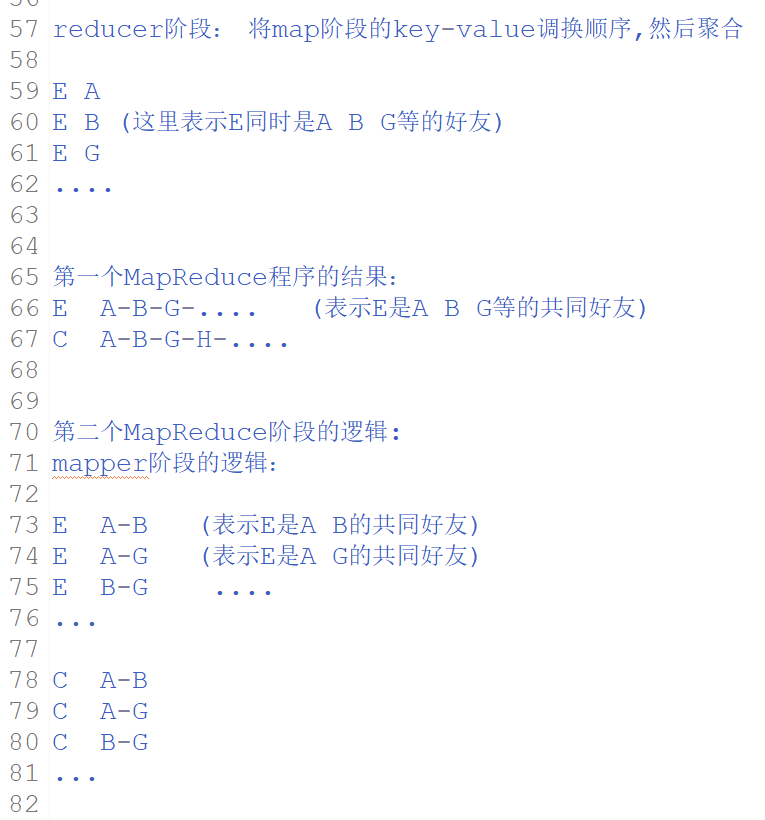 57 reducer阶段： 将map阶段的key-value调换顺序,然后聚合
58
59 E A
60 E B (这里表示E同时是A B G等的好友)
61 E G
62 ....
63
64
65 第一个MapReduce程序的结果：
66 E  A-B-G-....   (表示E是A B G等的共同好友)
67 C  A-B-G-H-....
68
69
70 第二个MapReduce阶段的逻辑：
71 mapper阶段的逻辑：
72
73 E  A-B   (表示E是A B的共同好友)
74 E  A-G   (表示E是A G的共同好友)
75 E  B-G    ....
76 ...
77
78 C  A-B
79 C  A-G
80 C  B-G
81 ...
82